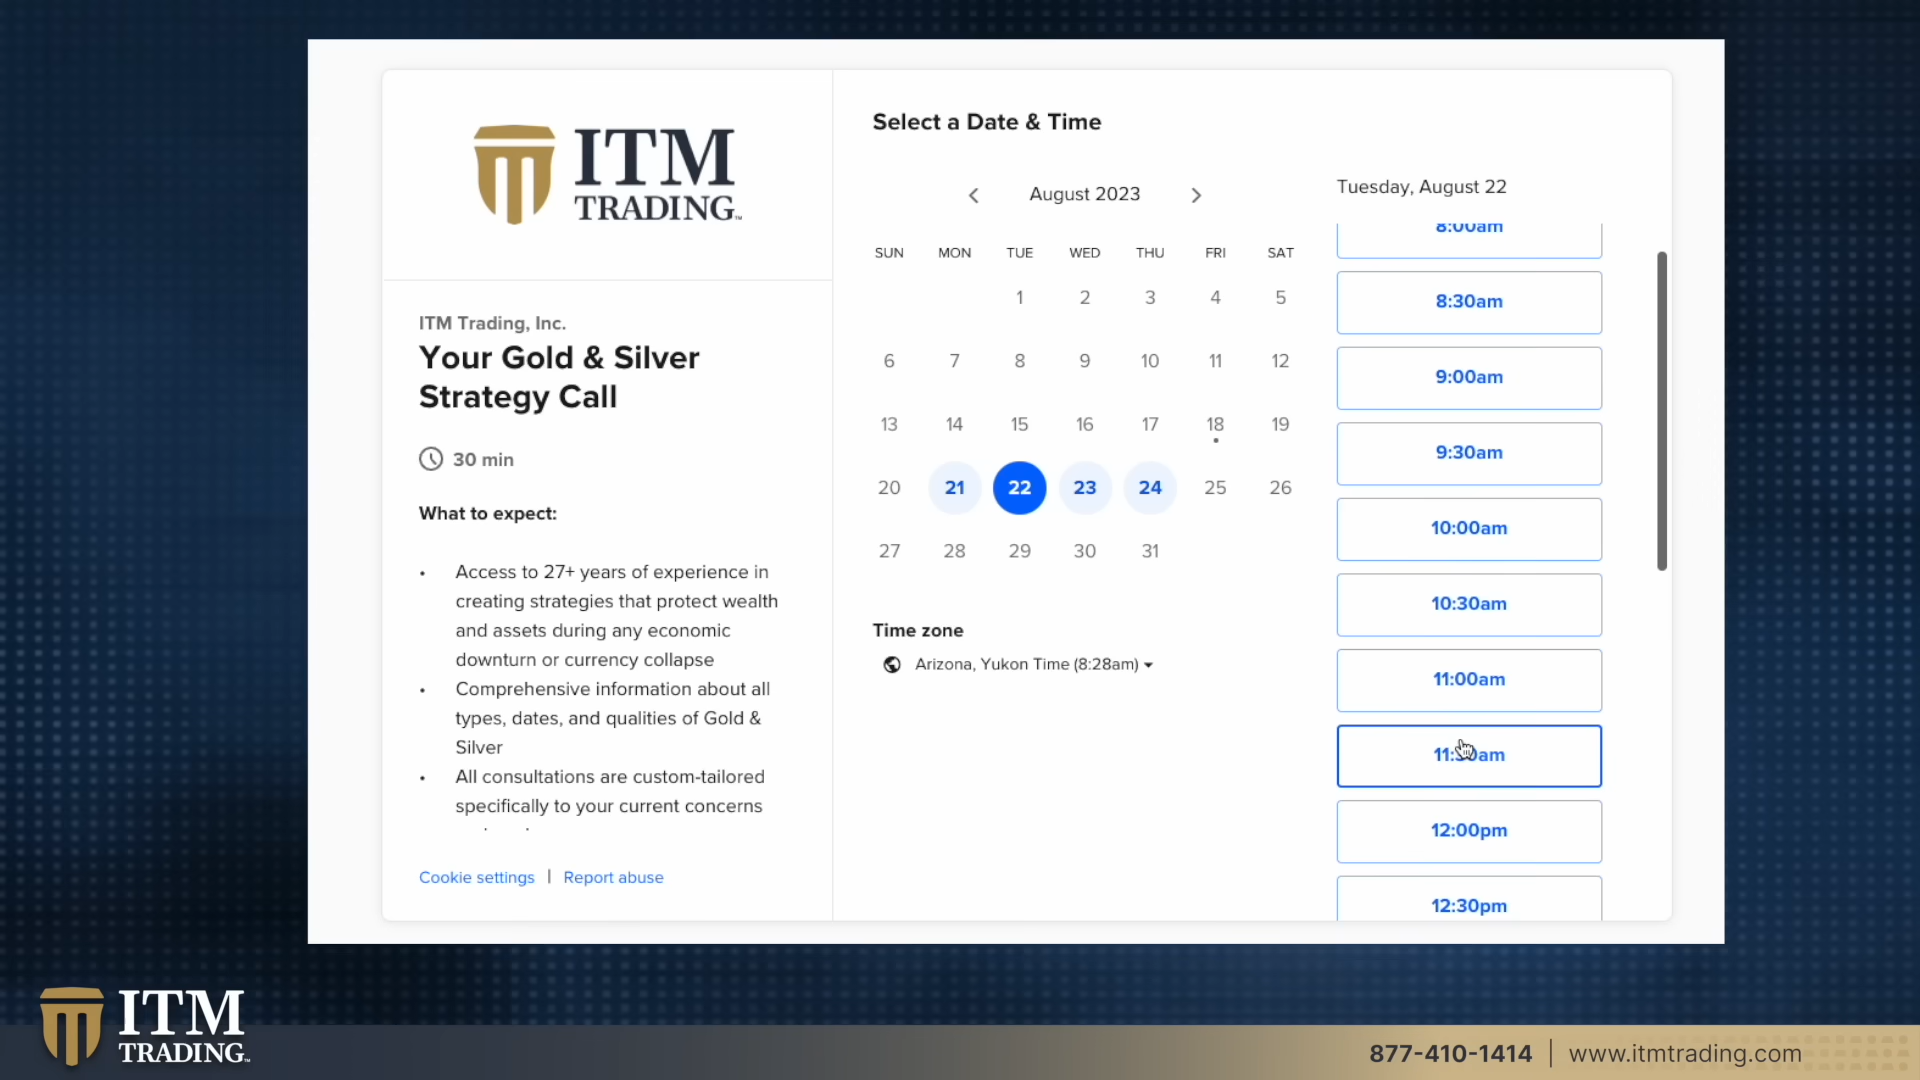 ITM
TRADING™
ITM Trading, Inc.
Your Gold & Silver
Strategy Call
30 min
What to expect:
• Access to 27+ years of experience in
creating strategies that protect wealth
and assets during any economic
downturn or currency collapse
• Comprehensive information about all
types, dates, and qualities of Gold &
Silver
• All consultations are custom-tailored
specifically to your current concerns
Cookie settings | Report abuse
Select a Date & Time
August 2023
SUN MON TUE WED THU FRI SAT
1 2 3 4 5
6 7 8 9 10 11 12
13 14 15 16 17 18 19
20 21 22 23 24 25 26
27 28 29 30 31
Time zone
Arizona, Yukon Time (8:28am)
Tuesday, August 22
8:00am
8:30am
9:00am
9:30am
10:00am
10:30am
11:00am
11:30am
12:00pm
12:30pm
ITM
TRADING™
877-410-1414 | www.itmtrading.com